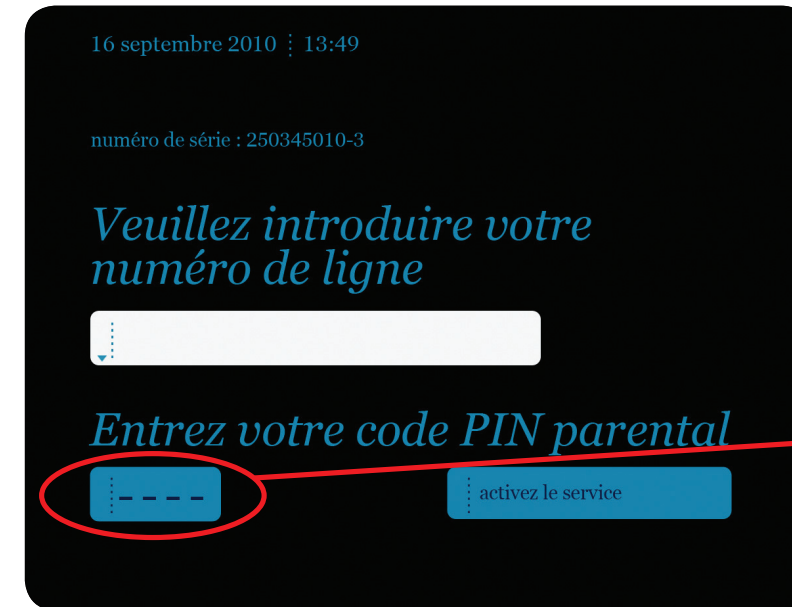 16 septembre 2010 13:49
numéro de série : 250345010-3
Veuillez introduire votre
numéro de ligne
Entrez votre code PIN parental
_ _ _ _
activez le service